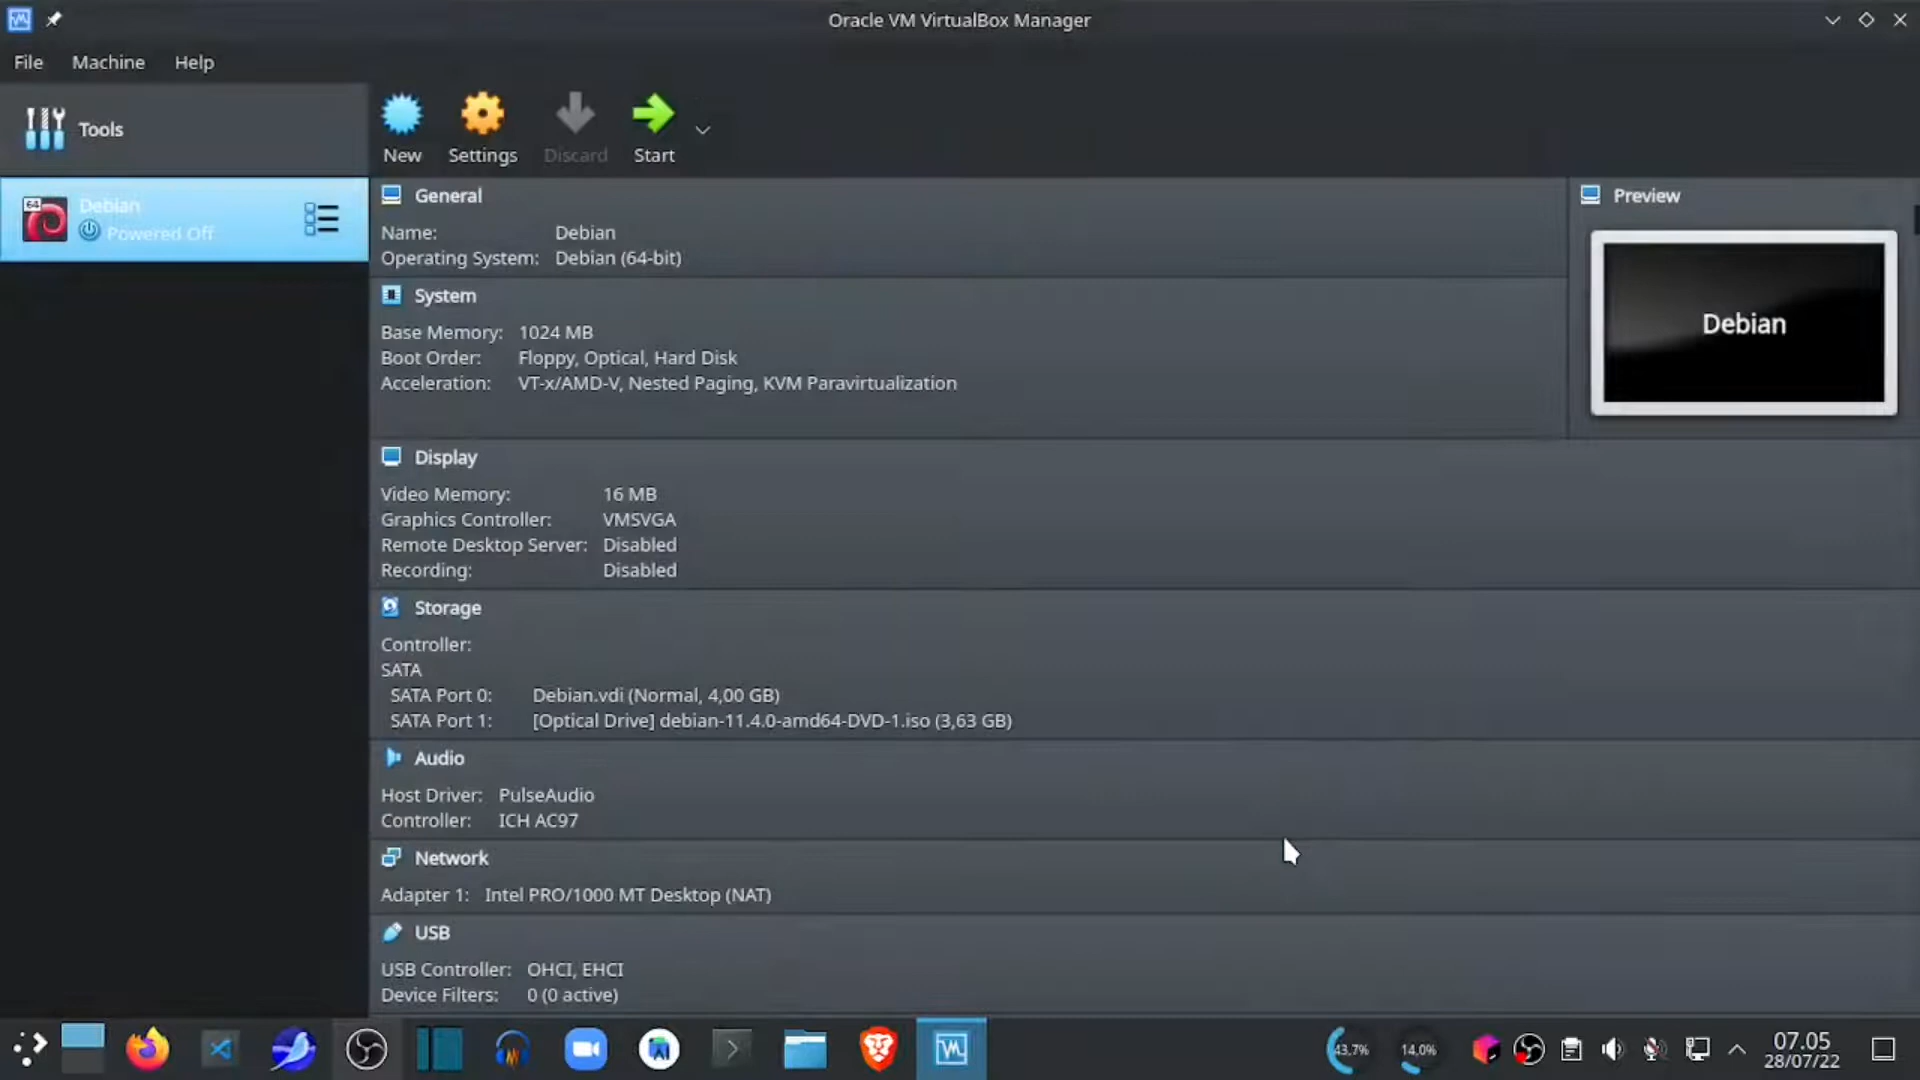 Oracle VM VirtualBox Manager
File Machine Help
Tools
New Settings Discard Start
64
Debian
Powered Off
General
Name: Debian
Operating System: Debian (64-bit)
Preview
Debian
System
Base Memory: 1024 MB
Boot Order: Floppy, Optical, Hard Disk
Acceleration: VT-x/AMD-V, Nested Paging, KVM Paravirtualization
Display
Video Memory: 16 MB
Graphics Controller: VMSVGA
Remote Desktop Server: Disabled
Recording: Disabled
Storage
Controller:
SATA
SATA Port 0: Debian.vdi (Normal, 4,00 GB)
SATA Port 1: [Optical Drive] debian-11.4.0-amd64-DVD-1.iso (3,63 GB)
Audio
Host Driver: PulseAudio
Controller: ICH AC97
Network
Adapter 1: Intel PRO/1000 MT Desktop (NAT)
USB
USB Controller: OHCI, EHCI
Device Filters: 0 (0 active)
43,7% 14,0% 07.05
28/07/22